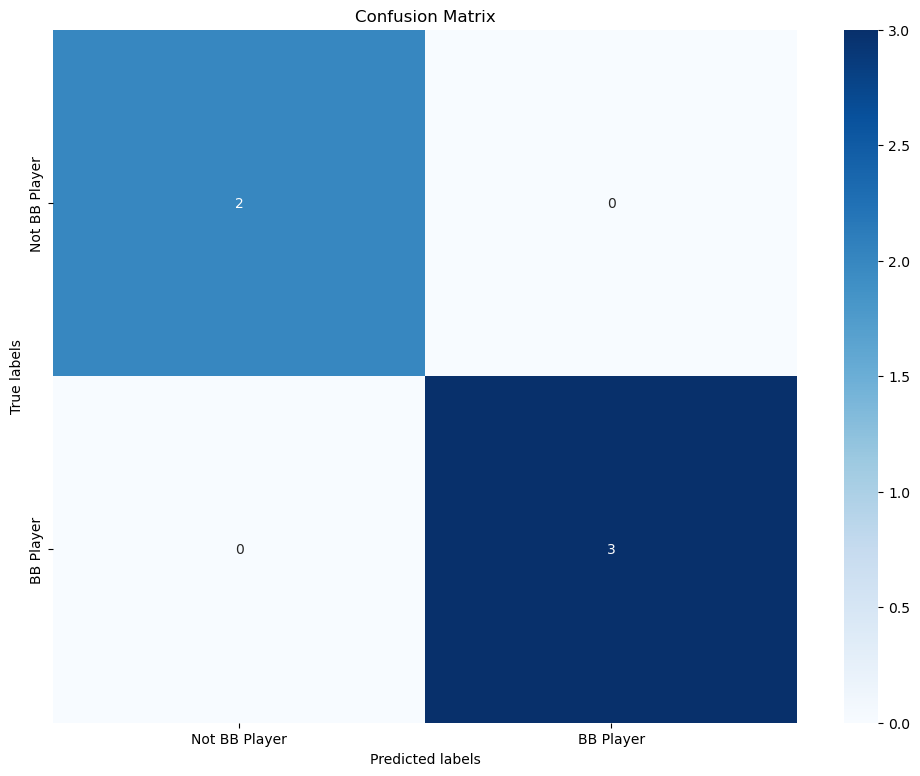 Confusion Matrix
True labels
Not BB Player
BB Player
2
0
0
3
Not BB Player
BB Player
Predicted labels
3.0
2.5
2.0
1.5
1.0
0.5
0.0